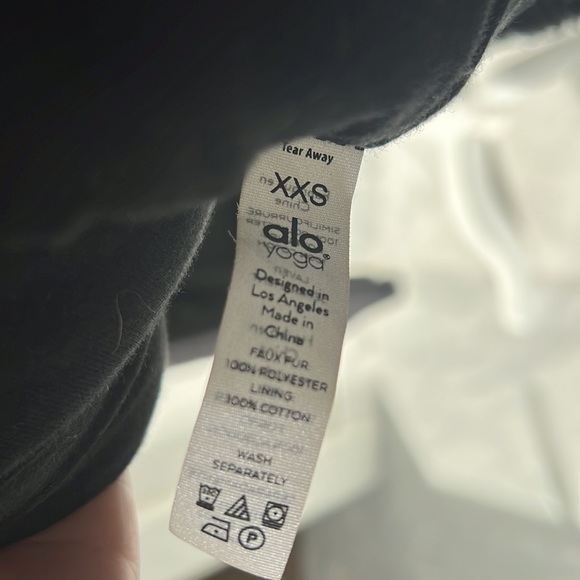 Tear Away
XXS
alo
yoga®
Designed in
Los Angeles
Made in
China
FAUX FUR
100% POLYESTER
LINING
100% COTTON
WASH
SEPARATELY
P